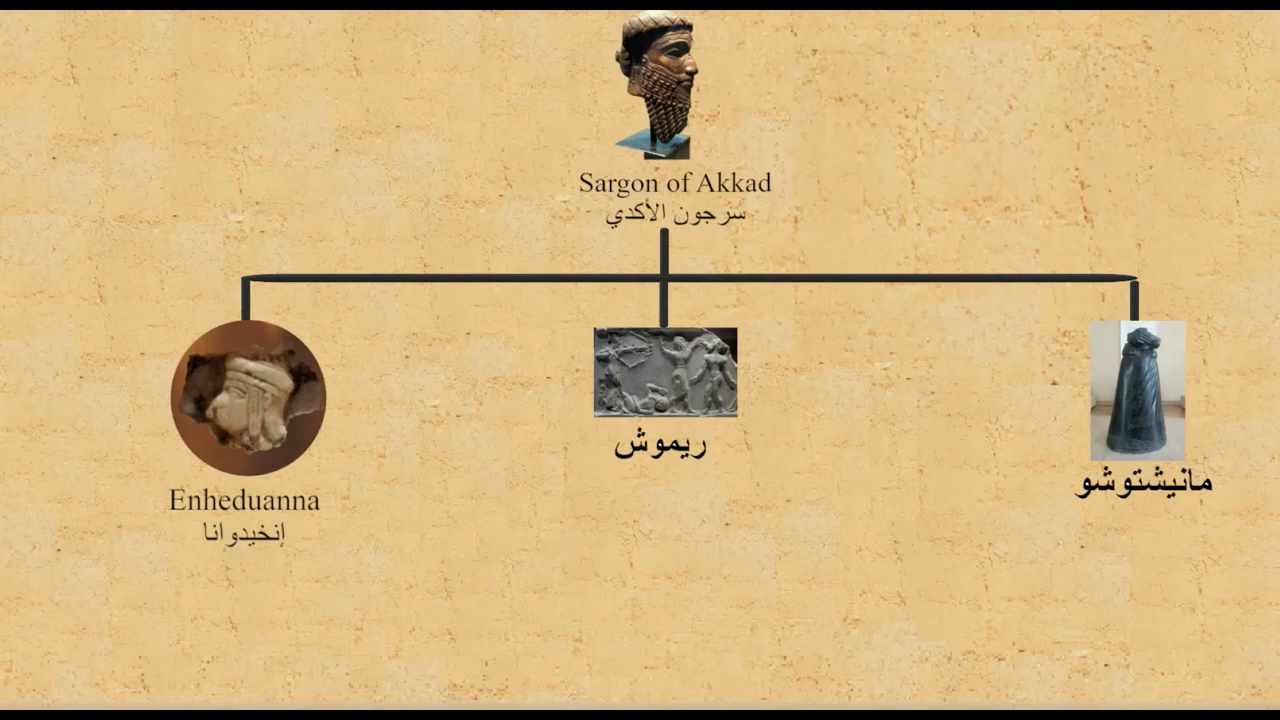 Sargon of Akkad
سرجون الأكدي
Enheduanna
إنخيدوانا
ريموش
مانيشتوشو